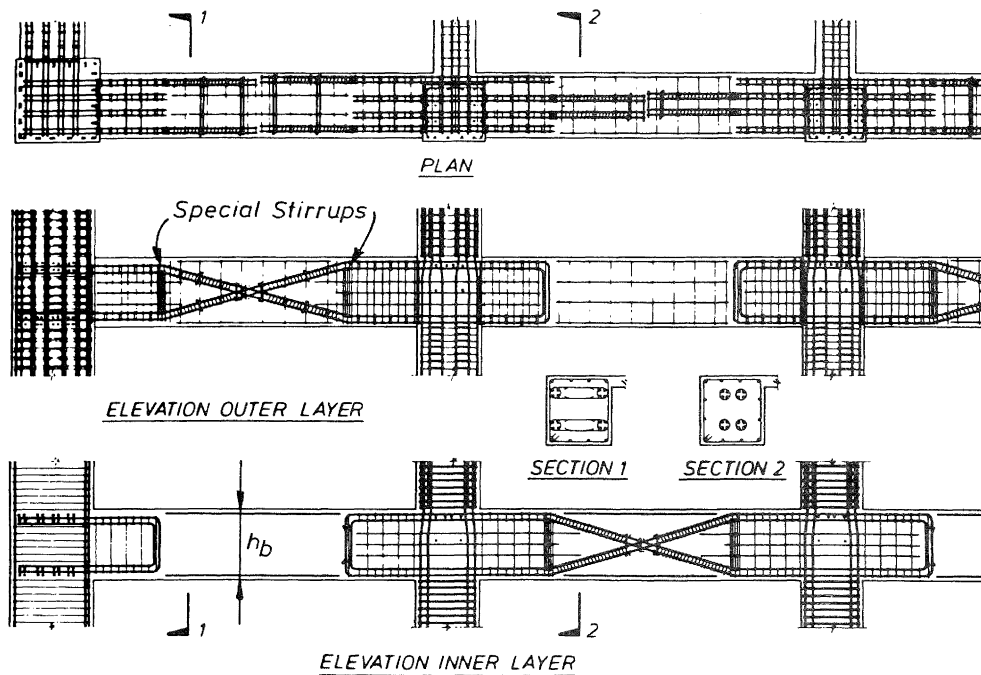 1 2
PLAN
Special Stirrups
ELEVATION OUTER LAYER
SECTION 1 SECTION 2
h_b
1 2
ELEVATION INNER LAYER